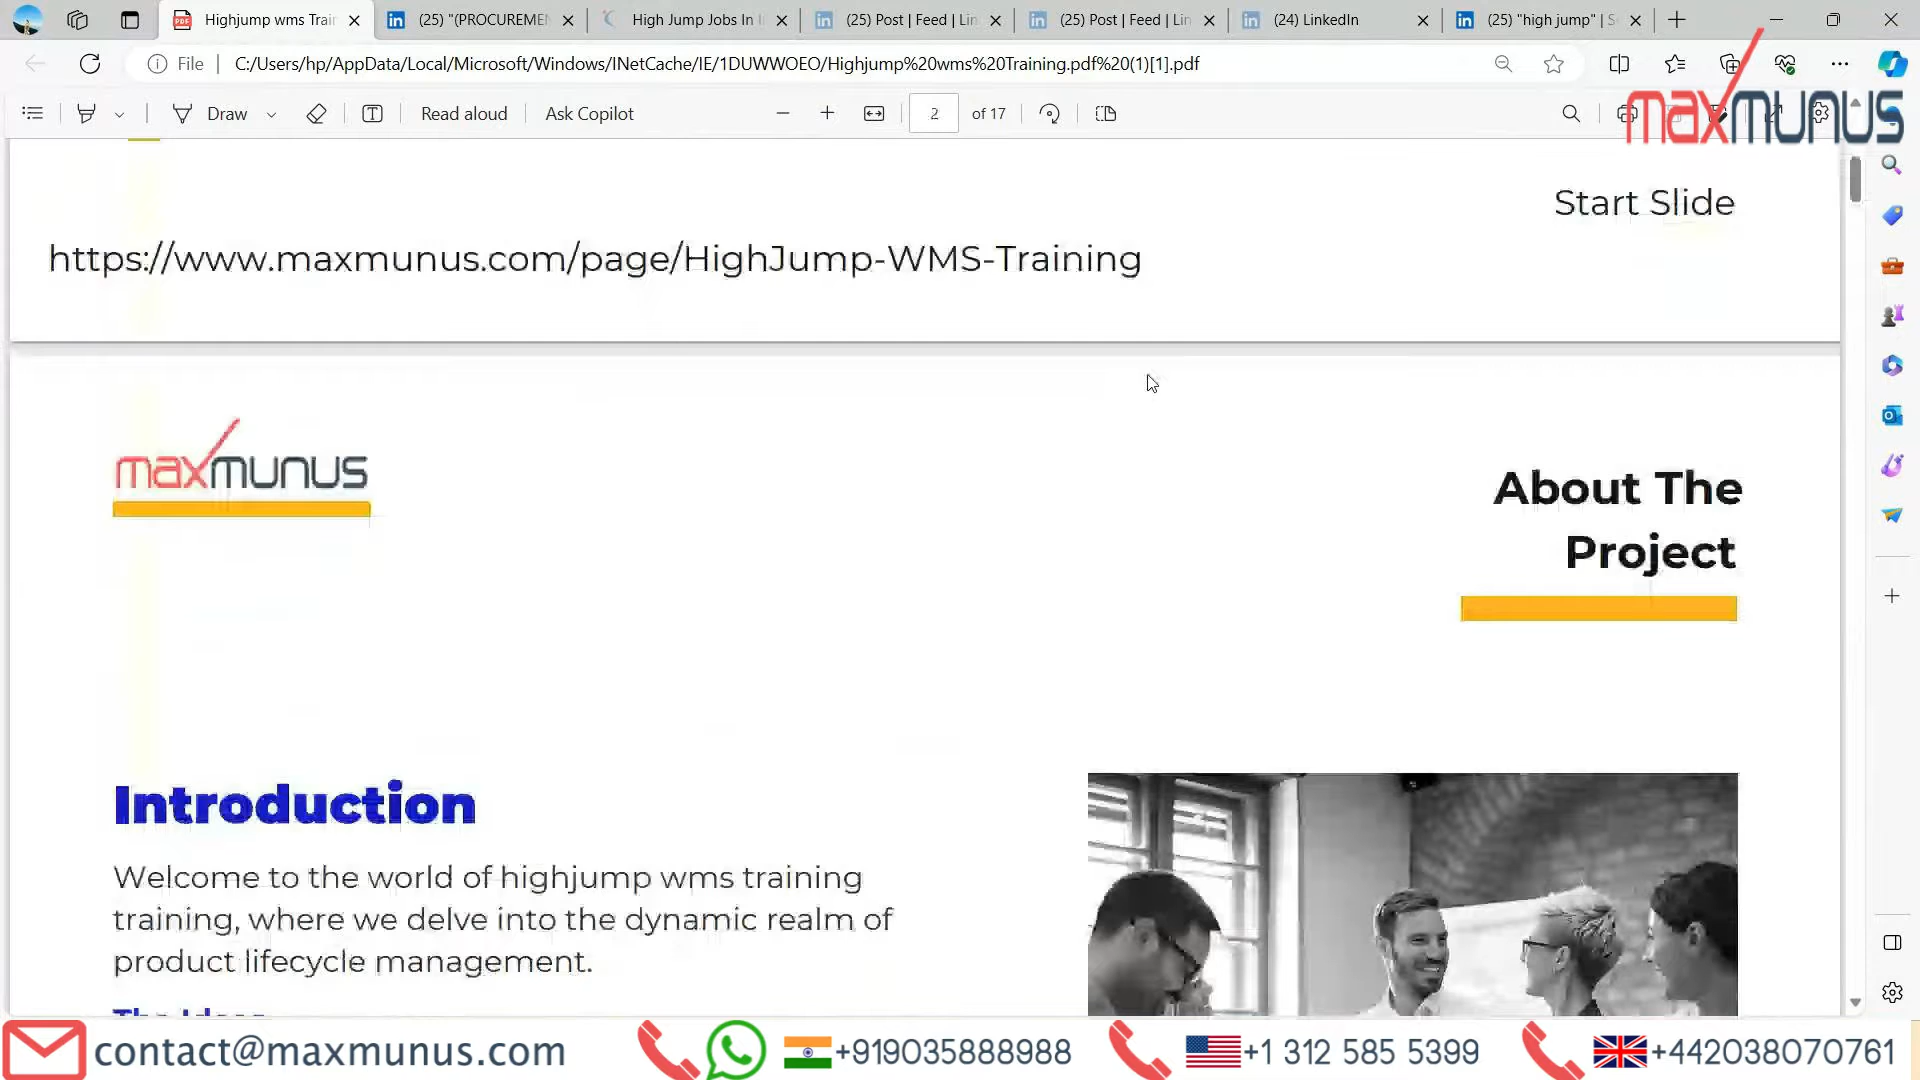 Highjump wms Train
(25) "(PROCUREMEN
High Jump Jobs In I
(25) Post | Feed | Lin
(25) Post | Feed | Lin
(24) LinkedIn
(25) "high jump" | S
File
C:/Users/hp/AppData/Local/Microsoft/Windows/INetCache/IE/1DUWWOEO/Highjump%20wms%20Training.pdf%20(1)[1].pdf
Draw
Read aloud
Ask Copilot
2 of 17
maxmunus
Start Slide
https://www.maxmunus.com/page/HighJump-WMS-Training
maxmunus
About The
Project
Introduction
Welcome to the world of highjump wms training
training, where we delve into the dynamic realm of
product lifecycle management.
contact@maxmunus.com
+919035888988
+1 312 585 5399
+442038070761